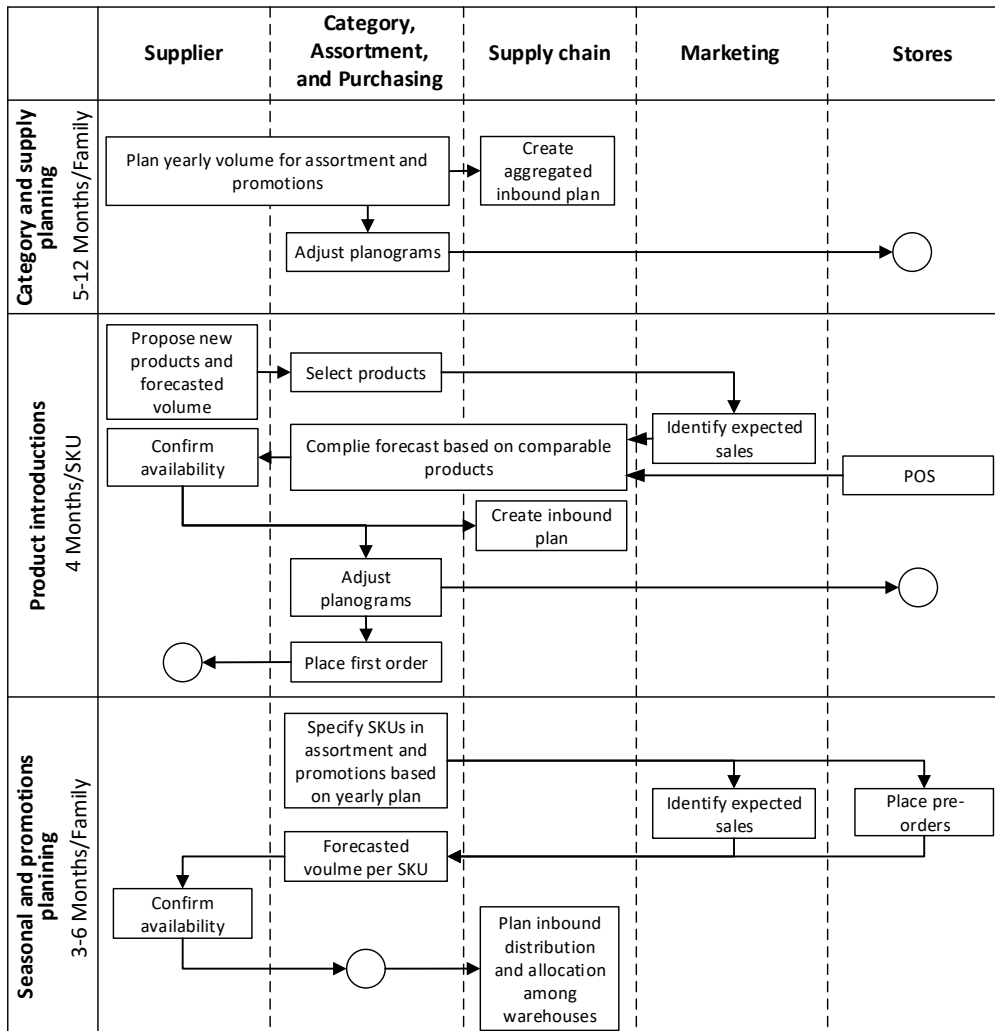 Supplier
Category,
Assortment,
and Purchasing
Supply chain
Marketing
Stores
Category and supply
planning
5-12 Months/Family
Plan yearly volume for assortment and
promotions
Create
aggregated
inbound plan
Adjust planograms
Product introductions
4 Months/SKU
Propose new
products and
forecasted
volume
Select products
Identify expected
sales
Complie forecast based on comparable
products
Confirm
availability
POS
Create inbound
plan
Adjust
planograms
Place first order
Seasonal and promotions
planining
3-6 Months/Family
Specify SKUs in
assortment and
promotions based
on yearly plan
Identify expected
sales
Place pre-
orders
Forecasted
voulme per SKU
Confirm
availability
Plan inbound
distribution
and allocation
among
warehouses